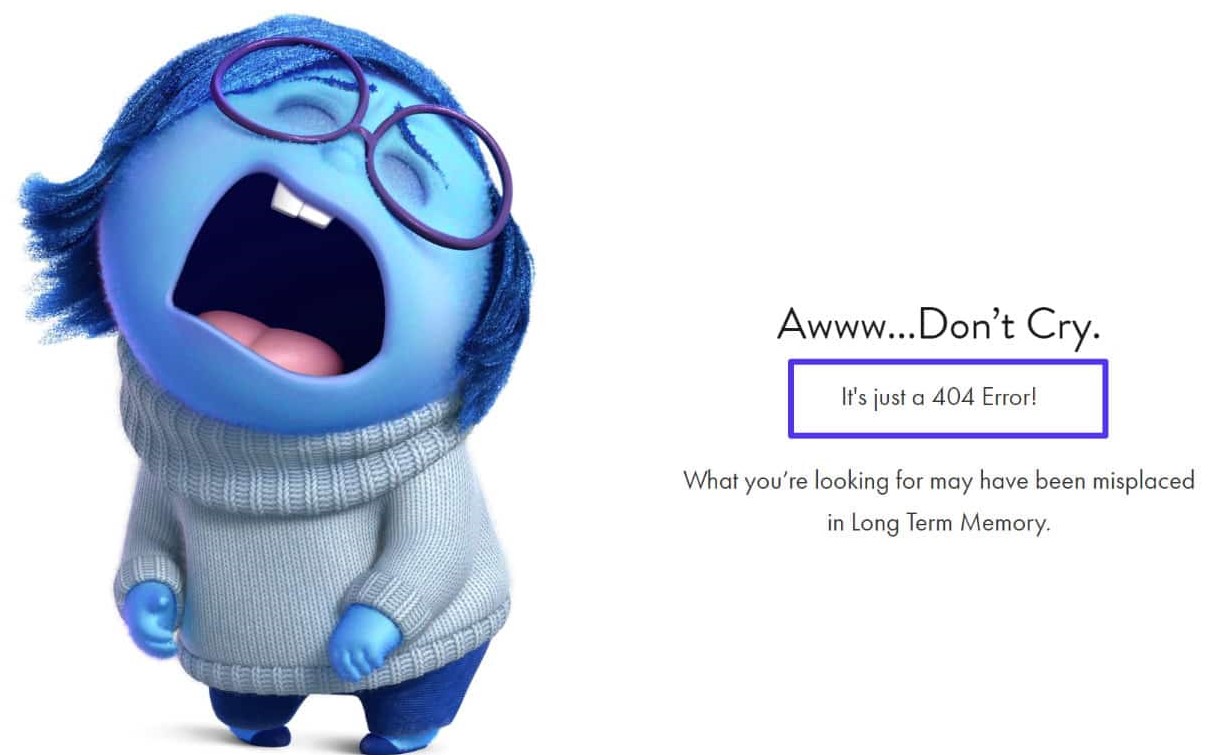 Awww...Don’t Cry.
It's just a 404 Error!
What you’re looking for may have been misplaced
in Long Term Memory.